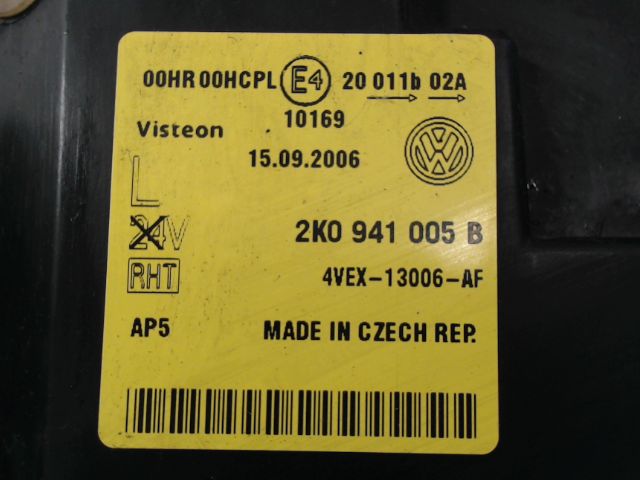 00HR 00HCPL E4 20 011b 02A
10169
Visteon
15.09.2006
L
24V
2K0 941 005 B
RHT
4VEX-13006-AF
AP5
MADE IN CZECH REP.